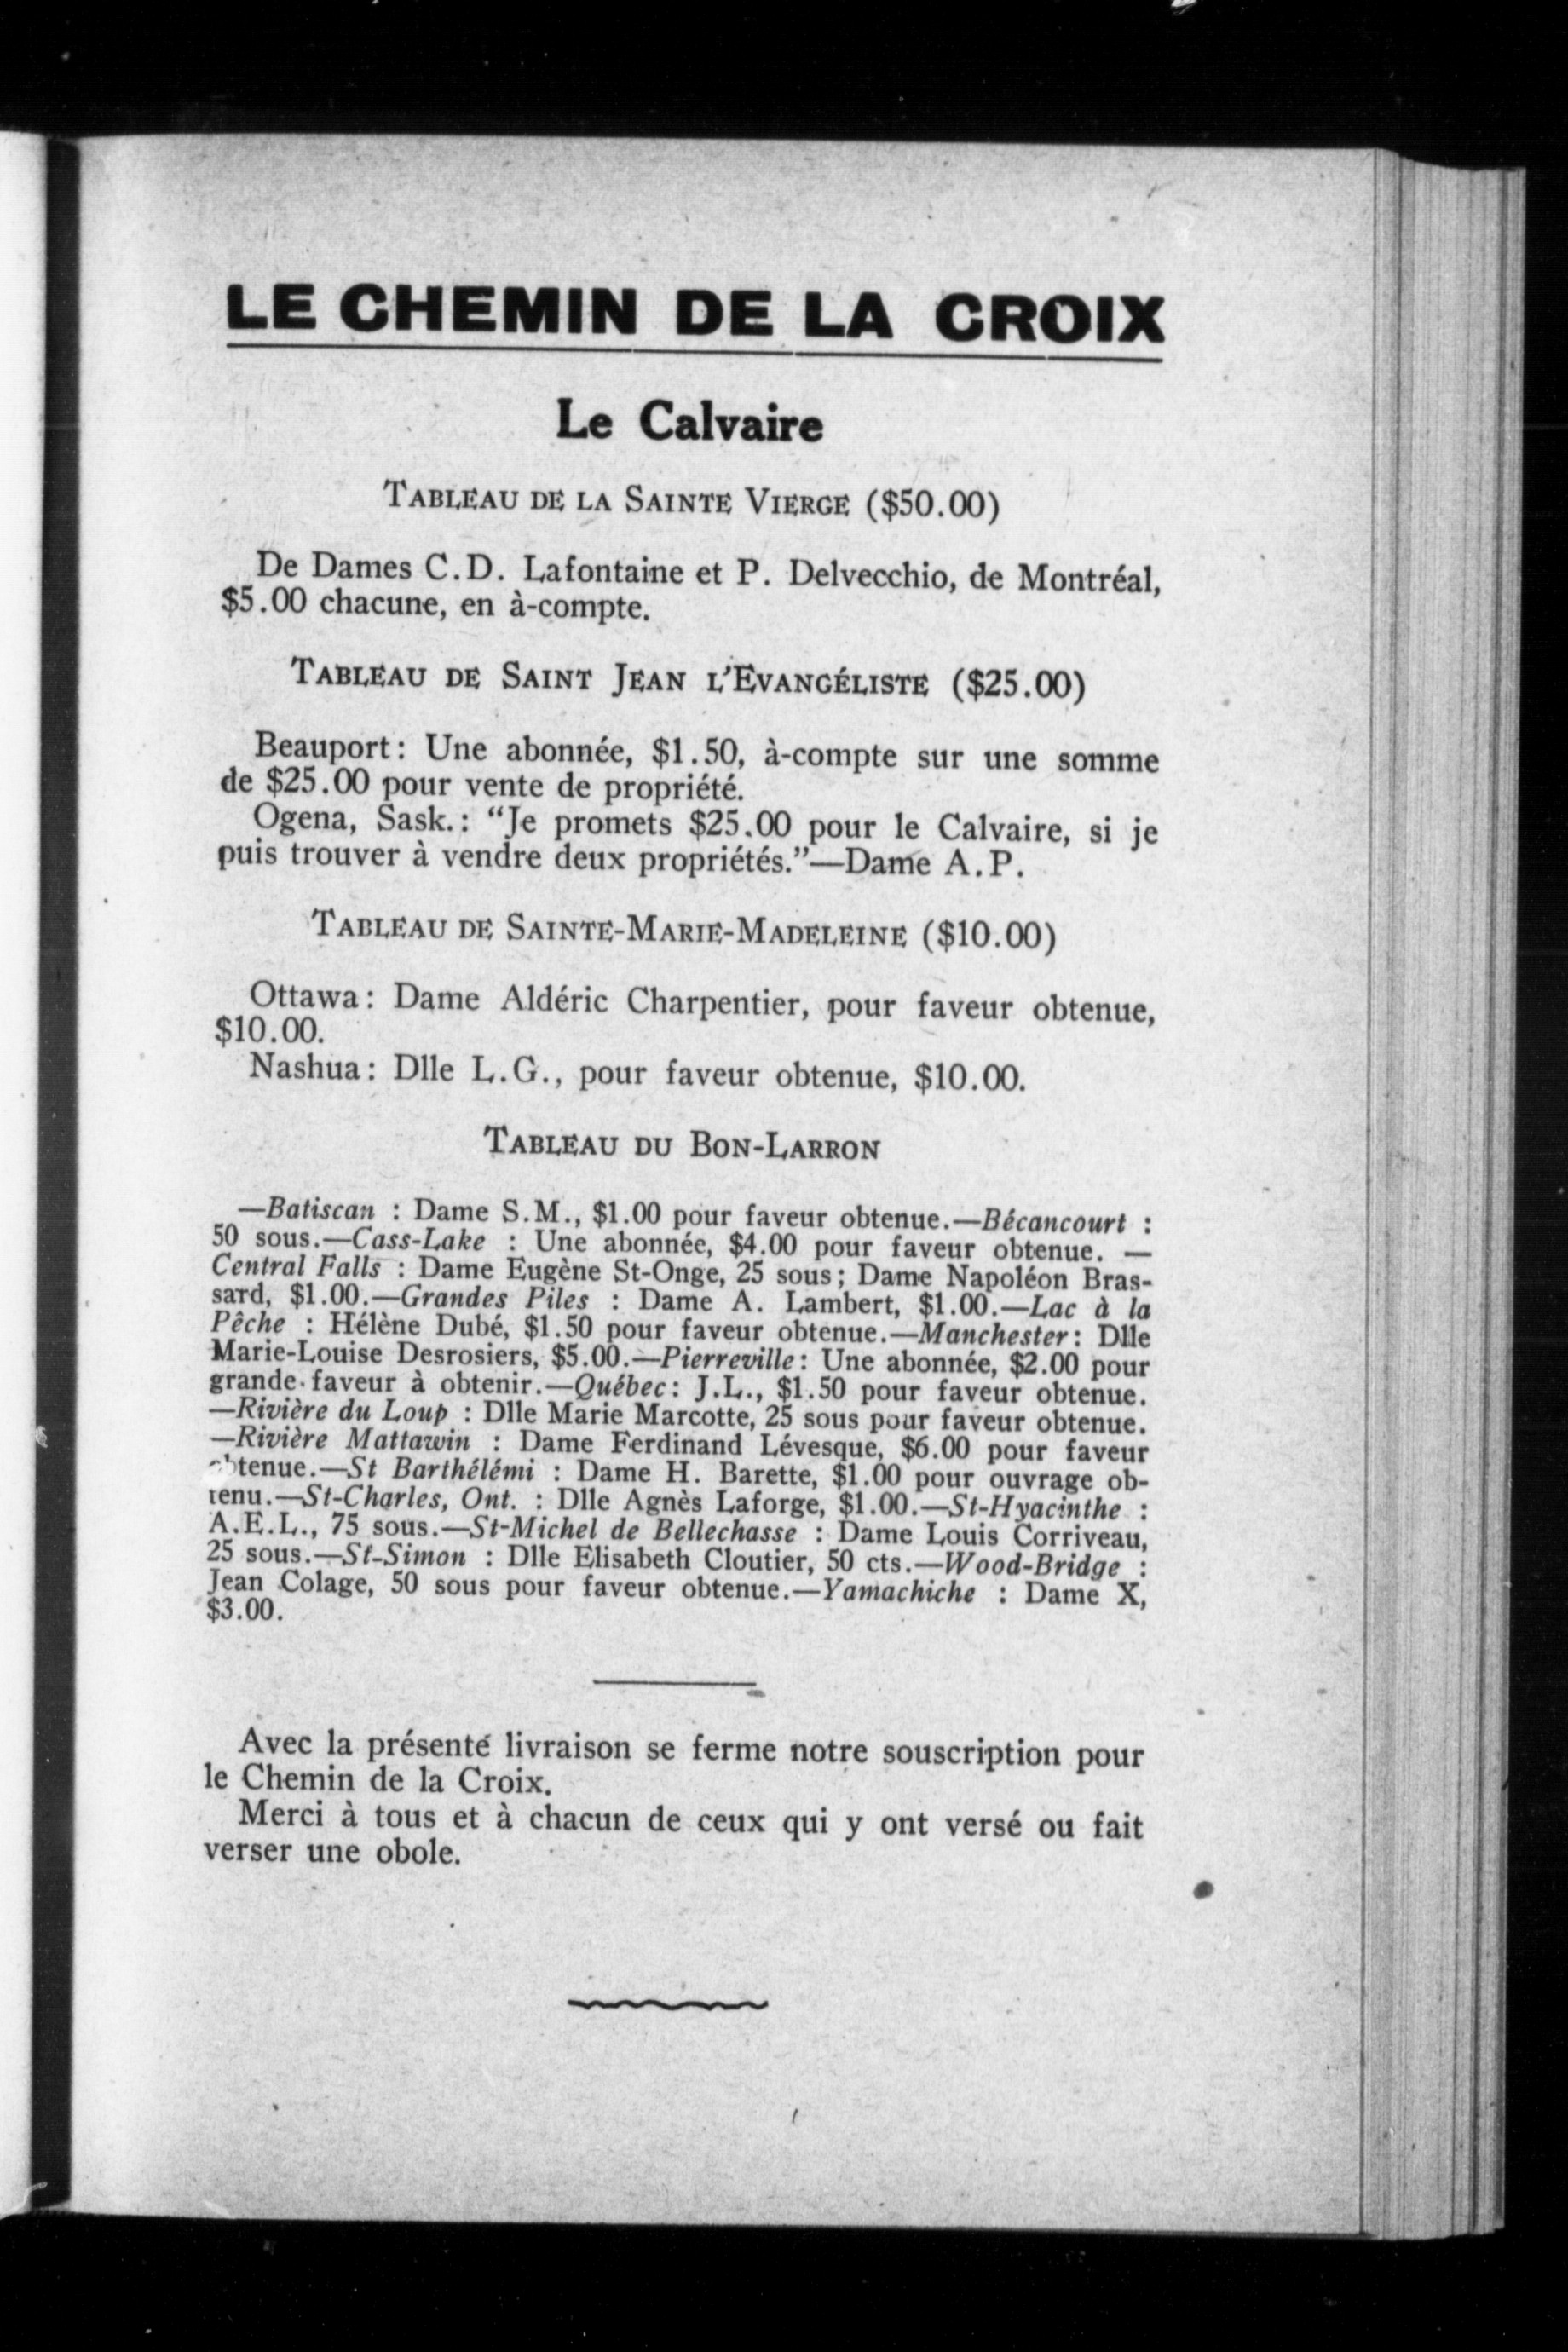 LE CHEMIN DE LA CROIX
Le Calvaire
TABLEAU DE LA SAINTE VIERGE ($50.00)
De Dames C.D. Lafontaine et P. Delvecchio, de Montréal,
$5.00 chacune, en à-compte.
TABLEAU DE SAINT JEAN L'EVANGÉLISTE ($25.00)
Beauport: Une abonnée, $1.50, à-compte sur une somme
de $25.00 pour vente de propriété.
Ogena, Sask.: "Je promets $25.00 pour le Calvaire, si je
puis trouver à vendre deux propriétés."—Dame A.P.
TABLEAU DE SAINTE-MARIE-MADELEINE ($10.00)
Ottawa: Dame Aldéric Charpentier, pour faveur obtenue,
$10.00.
Nashua: Dlle L.G., pour faveur obtenue, $10.00.
TABLEAU DU BON-LARRON
—Batiscan : Dame S.M., $1.00 pour faveur obtenue.—Bécancourt :
50 sous.—Cass-Lake : Une abonnée, $4.00 pour faveur obtenue. —
Central Falls : Dame Eugène St-Onge, 25 sous; Dame Napoléon Bras-
sard, $1.00.—Grandes Piles : Dame A. Lambert, $1.00.—Lac à la
Pêche : Hélène Dubé, $1.50 pour faveur obtenue.—Manchester: Dlle
Marie-Louise Desrosiers, $5.00.—Pierreville: Une abonnée, $2.00 pour
grande faveur à obtenir.—Québec: J.L., $1.50 pour faveur obtenue.
—Rivière du Loup : Dlle Marie Marcotte, 25 sous pour faveur obtenue.
—Rivière Mattawin : Dame Ferdinand Lévesque, $6.00 pour faveur
obtenue.—St Barthélémi : Dame H. Barette, $1.00 pour ouvrage ob-
tenu.—St-Charles, Ont. : Dlle Agnès Laforge, $1.00.—St-Hyacinthe :
A.E.L., 75 sous.—St-Michel de Bellechasse : Dame Louis Corriveau,
25 sous.—St-Simon : Dlle Elisabeth Cloutier, 50 cts.—Wood-Bridge :
Jean Colage, 50 sous pour faveur obtenue.—Yamachiche : Dame X,
$3.00.
Avec la présenté livraison se ferme notre souscription pour
le Chemin de la Croix.
Merci à tous et à chacun de ceux qui y ont versé ou fait
verser une obole.